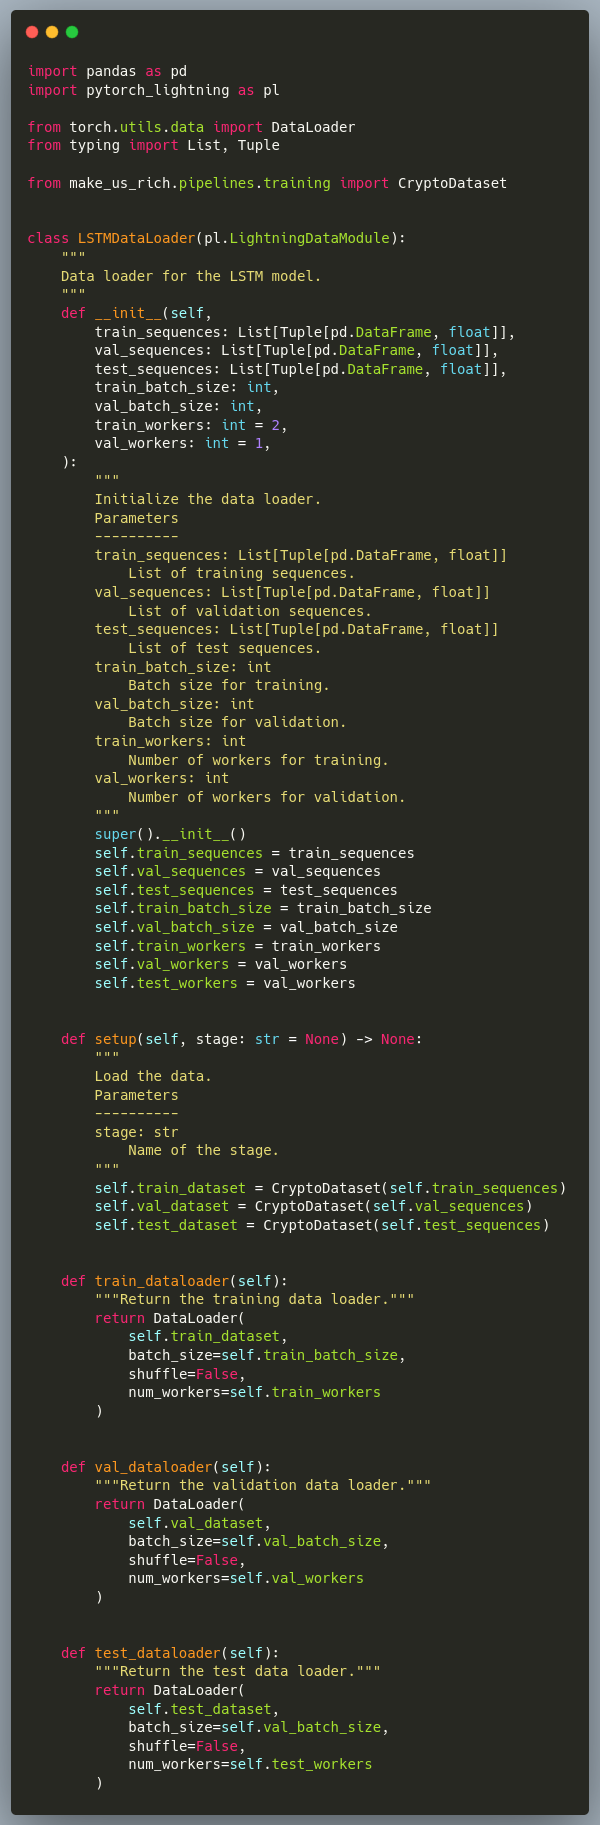 import pandas as pd
import pytorch_lightning as pl

from torch.utils.data import DataLoader
from typing import List, Tuple

from make_us_rich.pipelines.training import CryptoDataset


class LSTMDataLoader(pl.LightningDataModule):
    """
    Data loader for the LSTM model.
    """
    def __init__(self,
        train_sequences: List[Tuple[pd.DataFrame, float]],
        val_sequences: List[Tuple[pd.DataFrame, float]],
        test_sequences: List[Tuple[pd.DataFrame, float]],
        train_batch_size: int,
        val_batch_size: int,
        train_workers: int = 2,
        val_workers: int = 1,
    ):
        """
        Initialize the data loader.
        Parameters
        ----------
        train_sequences: List[Tuple[pd.DataFrame, float]]
            List of training sequences.
        val_sequences: List[Tuple[pd.DataFrame, float]]
            List of validation sequences.
        test_sequences: List[Tuple[pd.DataFrame, float]]
            List of test sequences.
        train_batch_size: int
            Batch size for training.
        val_batch_size: int
            Batch size for validation.
        train_workers: int
            Number of workers for training.
        val_workers: int
            Number of workers for validation.
        """
        super().__init__()
        self.train_sequences = train_sequences
        self.val_sequences = val_sequences
        self.test_sequences = test_sequences
        self.train_batch_size = train_batch_size
        self.val_batch_size = val_batch_size
        self.train_workers = train_workers
        self.val_workers = val_workers
        self.test_workers = val_workers


    def setup(self, stage: str = None) -> None:
        """
        Load the data.
        Parameters
        ----------
        stage: str
            Name of the stage.
        """
        self.train_dataset = CryptoDataset(self.train_sequences)
        self.val_dataset = CryptoDataset(self.val_sequences)
        self.test_dataset = CryptoDataset(self.test_sequences)


    def train_dataloader(self):
        """Return the training data loader."""
        return DataLoader(
            self.train_dataset,
            batch_size=self.train_batch_size,
            shuffle=False,
            num_workers=self.train_workers
        )


    def val_dataloader(self):
        """Return the validation data loader."""
        return DataLoader(
            self.val_dataset,
            batch_size=self.val_batch_size,
            shuffle=False,
            num_workers=self.val_workers
        )


    def test_dataloader(self):
        """Return the test data loader."""
        return DataLoader(
            self.test_dataset,
            batch_size=self.val_batch_size,
            shuffle=False,
            num_workers=self.test_workers
        )